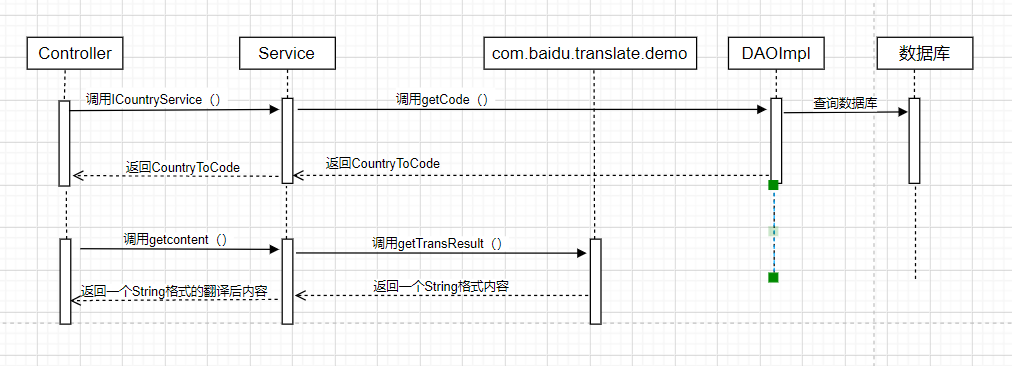 Controller
Service
com.baidu.translate.demo
DAOImpl
数据库
调用ICountryService（）
调用getCode（）
查询数据库
返回CountryToCode
返回CountryToCode
调用getcontent（）
调用getTransResult（）
返回一个String格式的翻译后内容
返回一个String格式内容